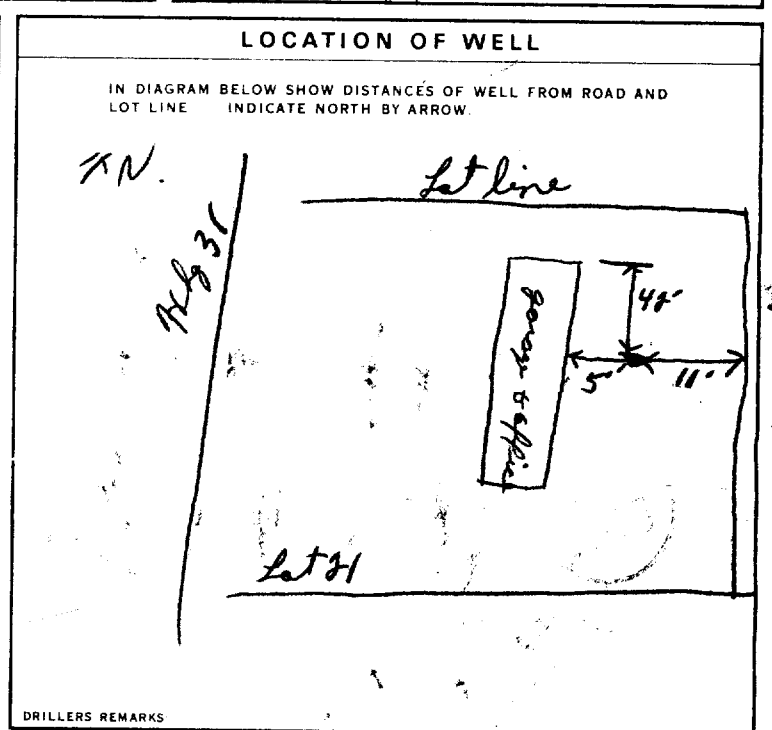 LOCATION OF WELL
IN DIAGRAM BELOW SHOW DISTANCES OF WELL FROM ROAD AND
LOT LINE INDICATE NORTH BY ARROW.
N.
Lot line
Hwy 31
42'
garage & office
5'
11'
Lot 21
DRILLERS REMARKS